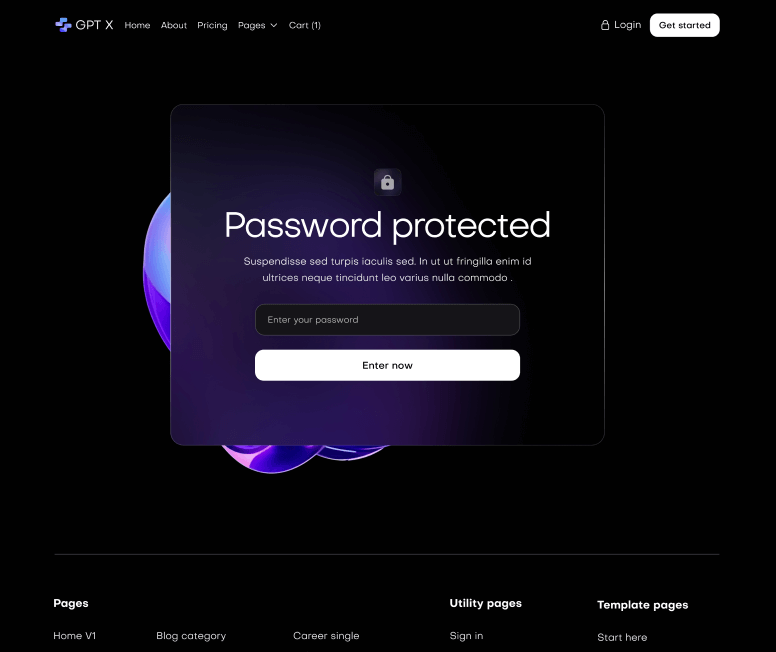 GPT X
Home About Pricing Pages Cart (1)
Login Get started
Password protected
Suspendisse sed turpis iaculis sed. In ut ut fringilla enim id
ultrices neque tincidunt leo varius nulla commodo .
Enter your password
Enter now
Pages
Utility pages
Template pages
Home V1 Blog category Career single
Sign in
Start here